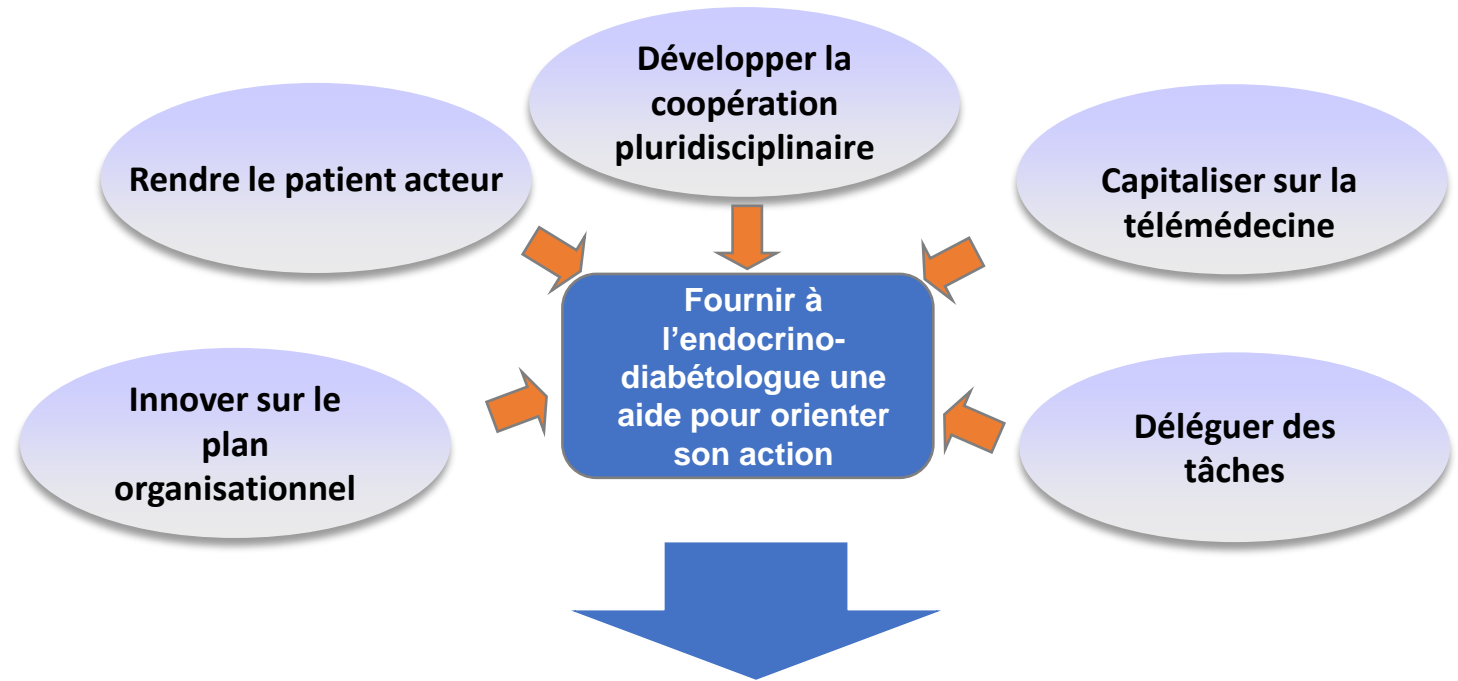 Développer la
coopération
pluridisciplinaire
Rendre le patient acteur
Capitaliser sur la
télémédecine
Fournir à
l’endocrino-
diabétologue une
aide pour orienter
son action
Innover sur le
plan
organisationnel
Déléguer des
tâches